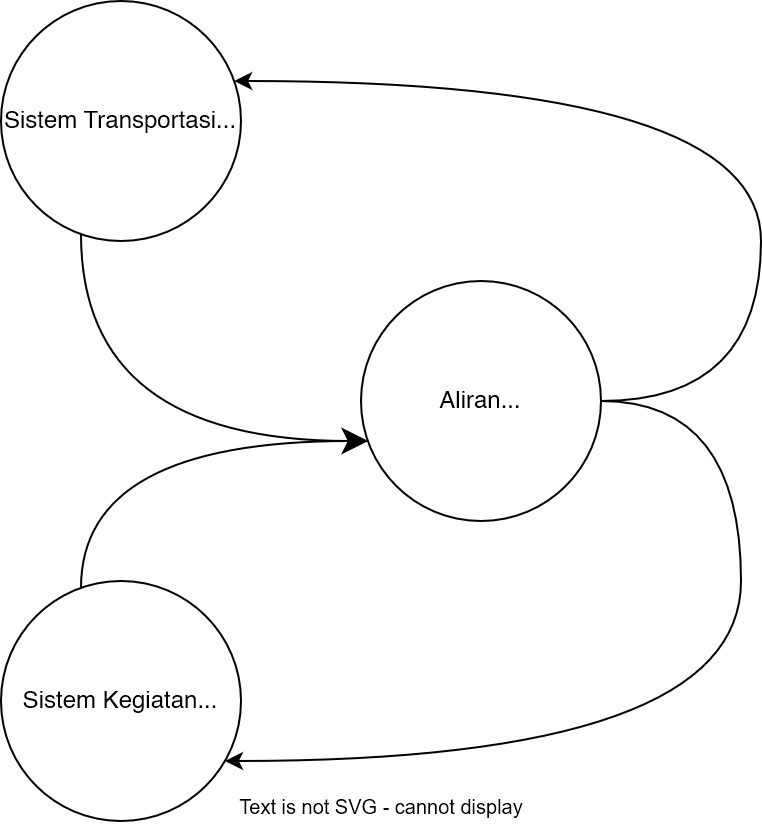 Sistem Transportasi...
Aliran...
Sistem Kegiatan...
Text is not SVG - cannot display